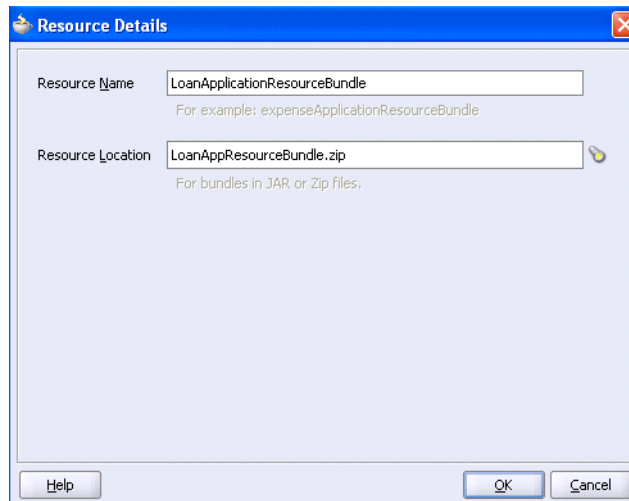 Resource Details
Resource Name LoanApplicationResourceBundle
For example: expenseApplicationResourceBundle
Resource Location LoanAppResourceBundle.zip
For bundles in JAR or Zip files.
Help OK Cancel